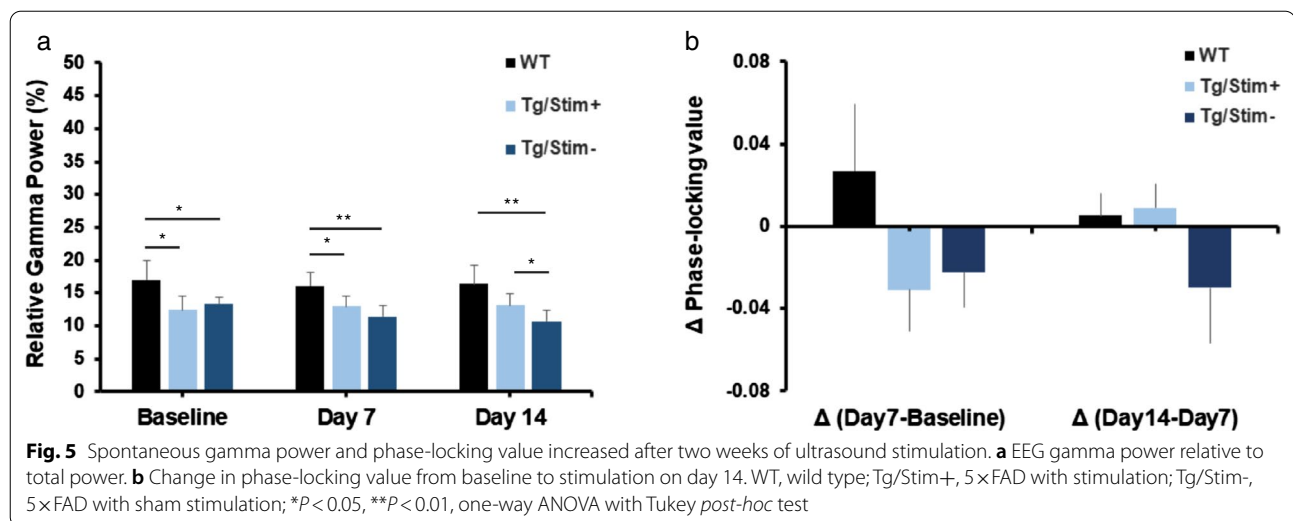 a
50
45
40
35
30
25
20
15
10
5
0
Relative Gamma Power (%)
WT
Tg/Stim+
Tg/Stim-
*
*
**
*
**
*
Baseline Day 7 Day 14
b
0.08
0.04
0
-0.04
-0.08
Δ Phase-locking value
WT
Tg/Stim+
Tg/Stim-
Δ (Day7-Baseline) Δ (Day14-Day7)
Fig. 5 Spontaneous gamma power and phase-locking value increased after two weeks of ultrasound stimulation. a EEG gamma power relative to
total power. b Change in phase-locking value from baseline to stimulation on day 14. WT, wild type; Tg/Stim+, 5×FAD with stimulation; Tg/Stim-,
5×FAD with sham stimulation; *P<0.05, **P<0.01, one-way ANOVA with Tukey post-hoc test